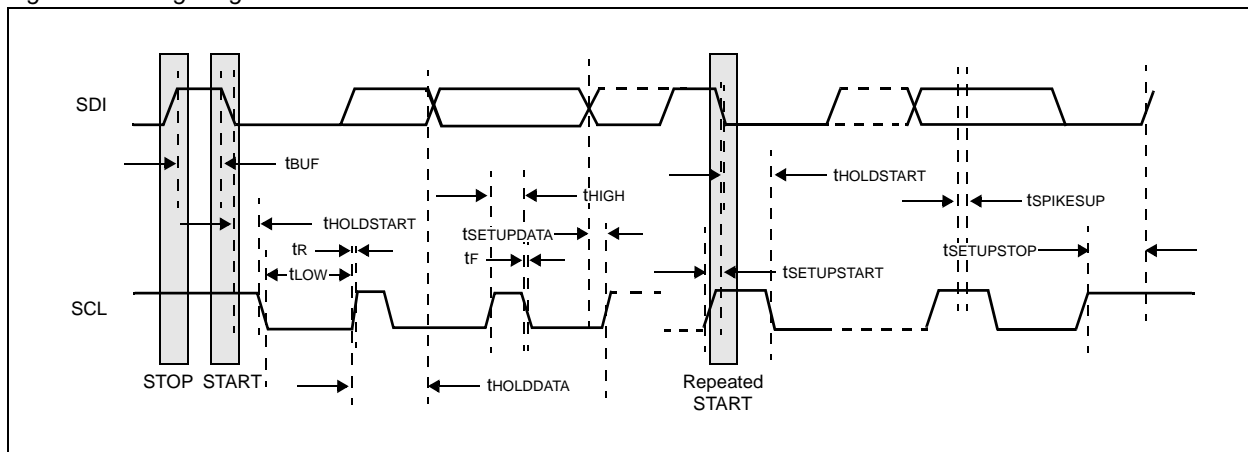 SDI
tBUF
tHOLDSTART
tR
tLOW
SCL
STOP START
tHOLDDATA
tHIGH
tSETUPDATA
tF
tHOLDSTART
tSETUPSTART
Repeated
START
tSPIKESUP
tSETUPSTOP